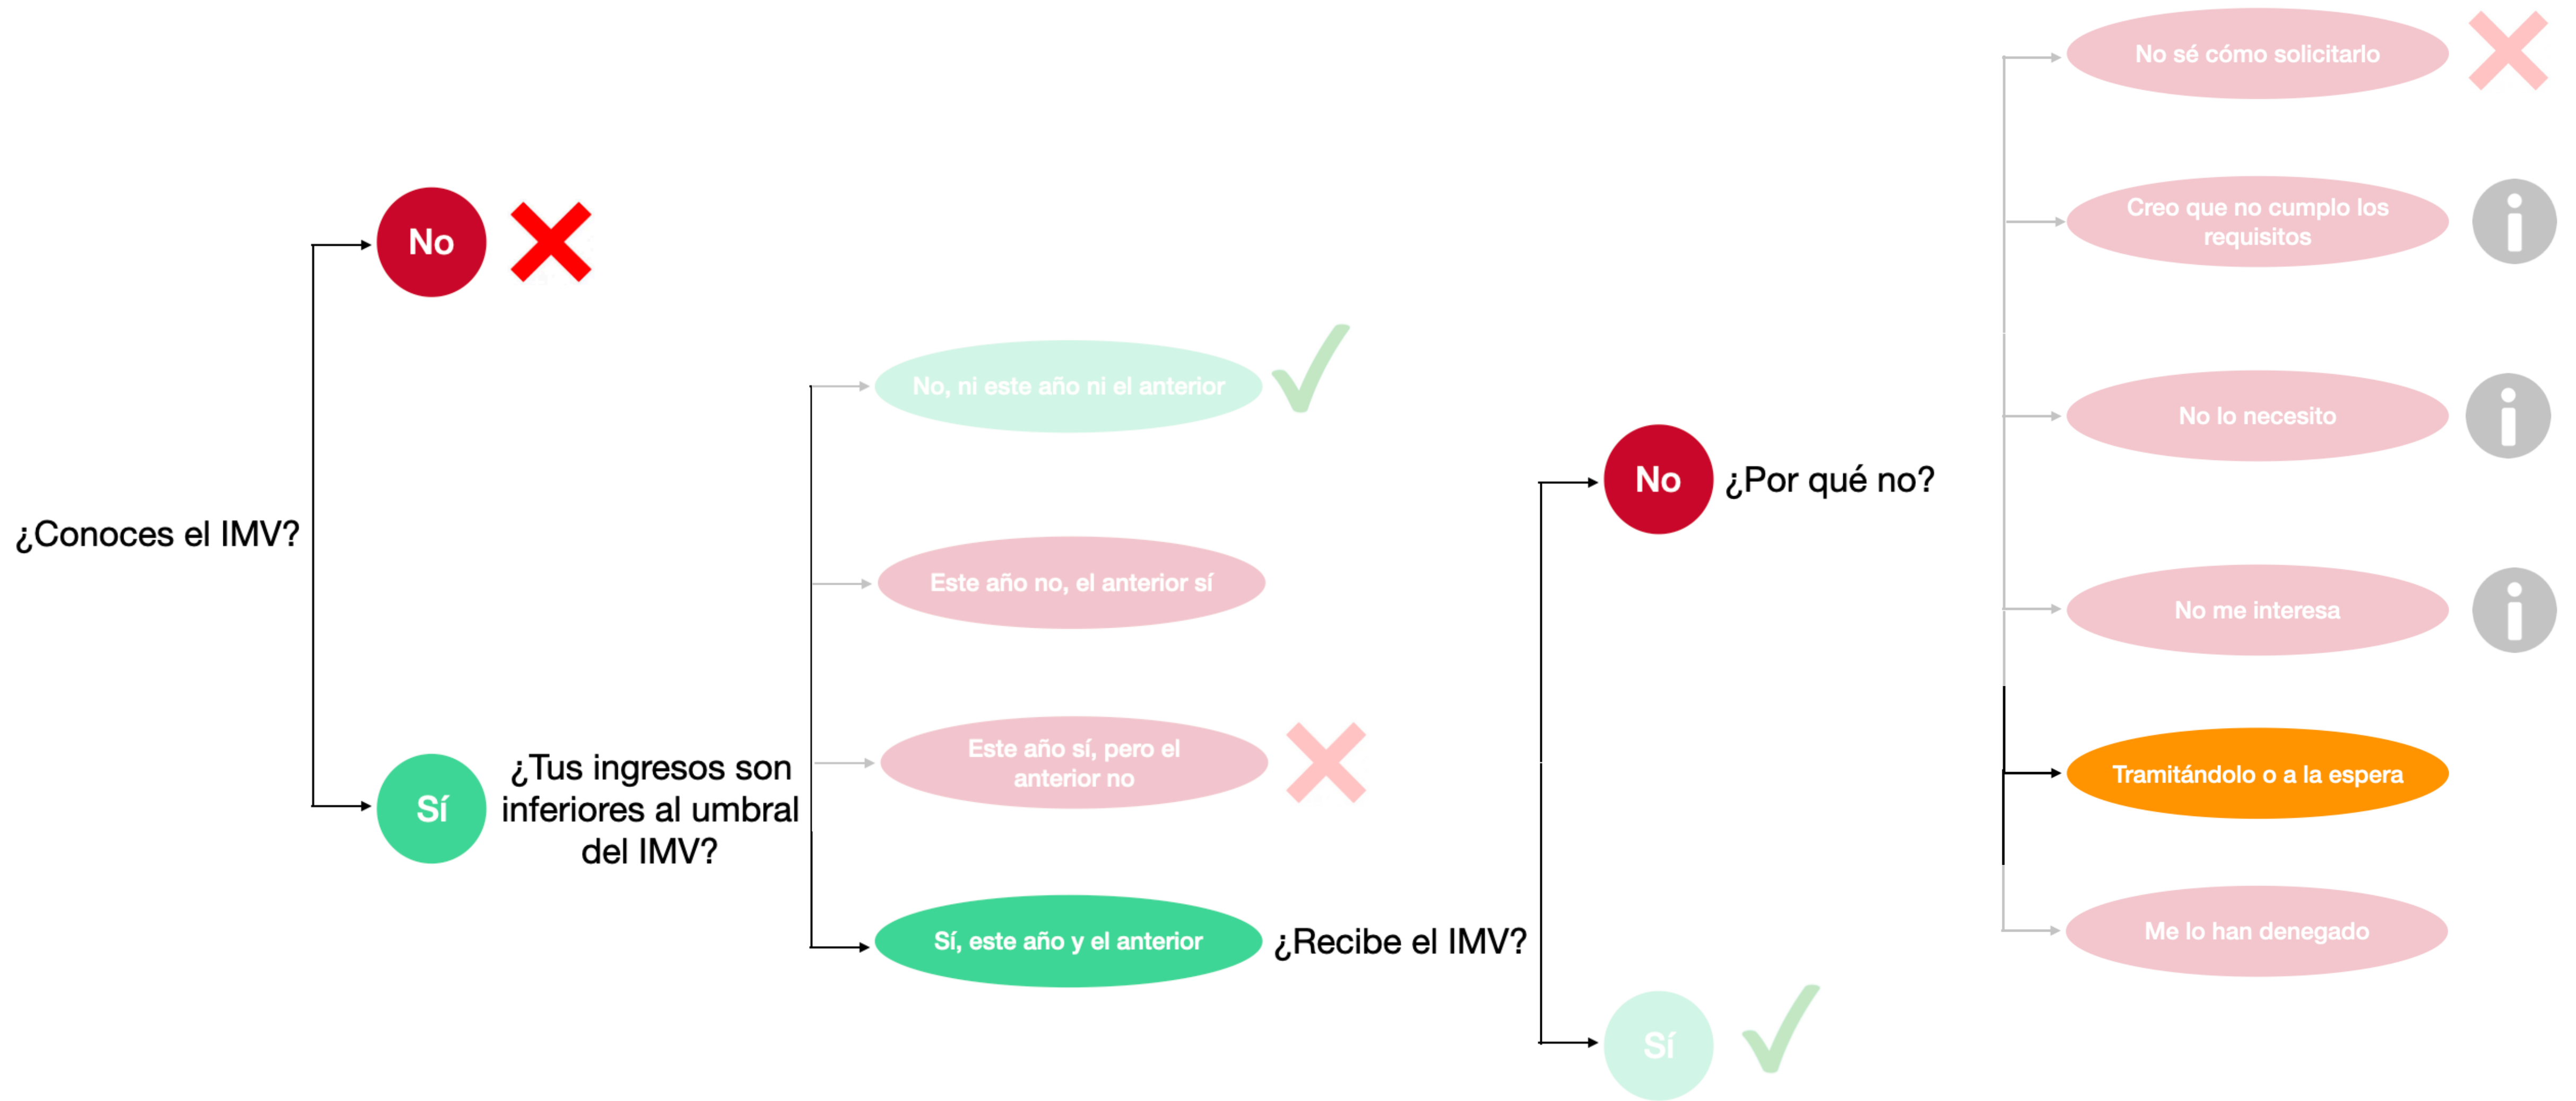 ¿Conoces el IMV?
No
Sí
¿Tus ingresos son
inferiores al umbral
del IMV?
No, ni este año ni el anterior
Este año no, el anterior sí
Este año sí, pero el
anterior no
Sí, este año y el anterior
¿Recibe el IMV?
No
¿Por qué no?
Sí
No sé cómo solicitarlo
Creo que no cumplo los
requisitos
No lo necesito
No me interesa
Tramitándolo o a la espera
Me lo han denegado